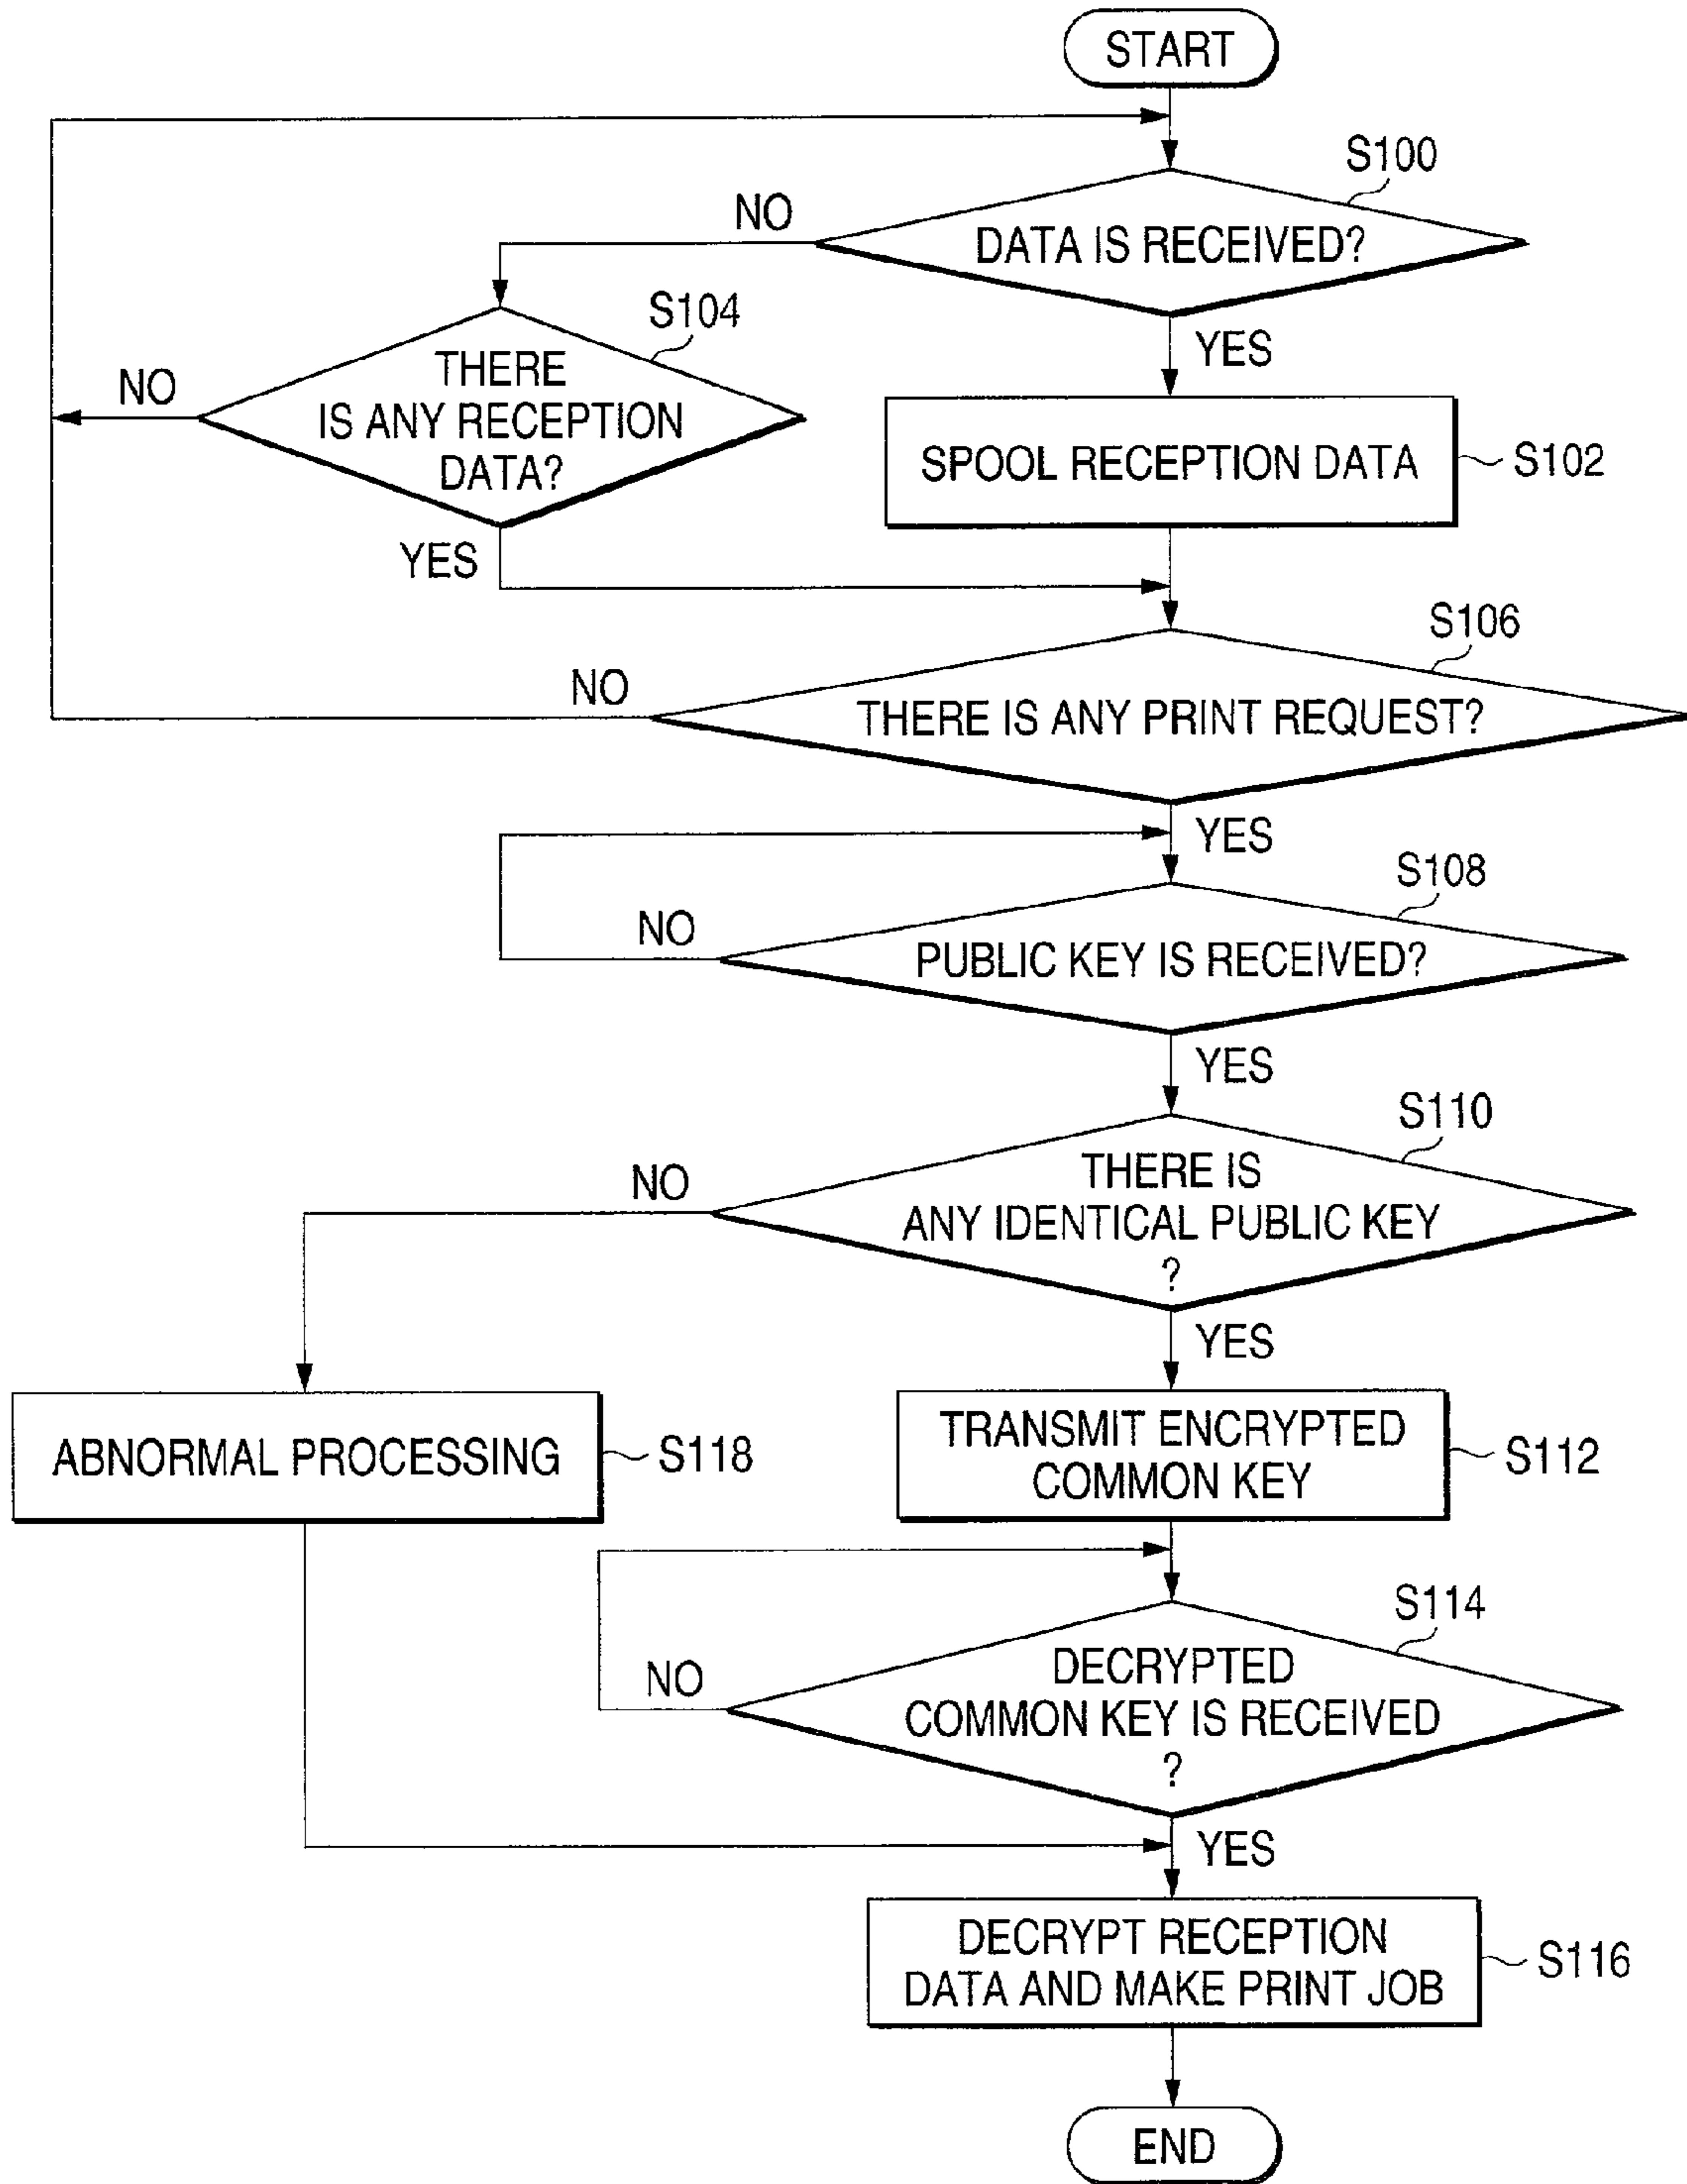 START
S100
NO
DATA IS RECEIVED?
S104
YES
THERE
IS ANY RECEPTION
DATA?
NO
SPOOL RECEPTION DATA
S102
YES
S106
NO
THERE IS ANY PRINT REQUEST?
YES
S108
NO
PUBLIC KEY IS RECEIVED?
YES
S110
NO
THERE IS
ANY IDENTICAL PUBLIC KEY
?
YES
ABNORMAL PROCESSING
S118
TRANSMIT ENCRYPTED
COMMON KEY
S112
S114
NO
DECRYPTED
COMMON KEY IS RECEIVED
?
YES
DECRYPT RECEPTION
DATA AND MAKE PRINT JOB
S116
END